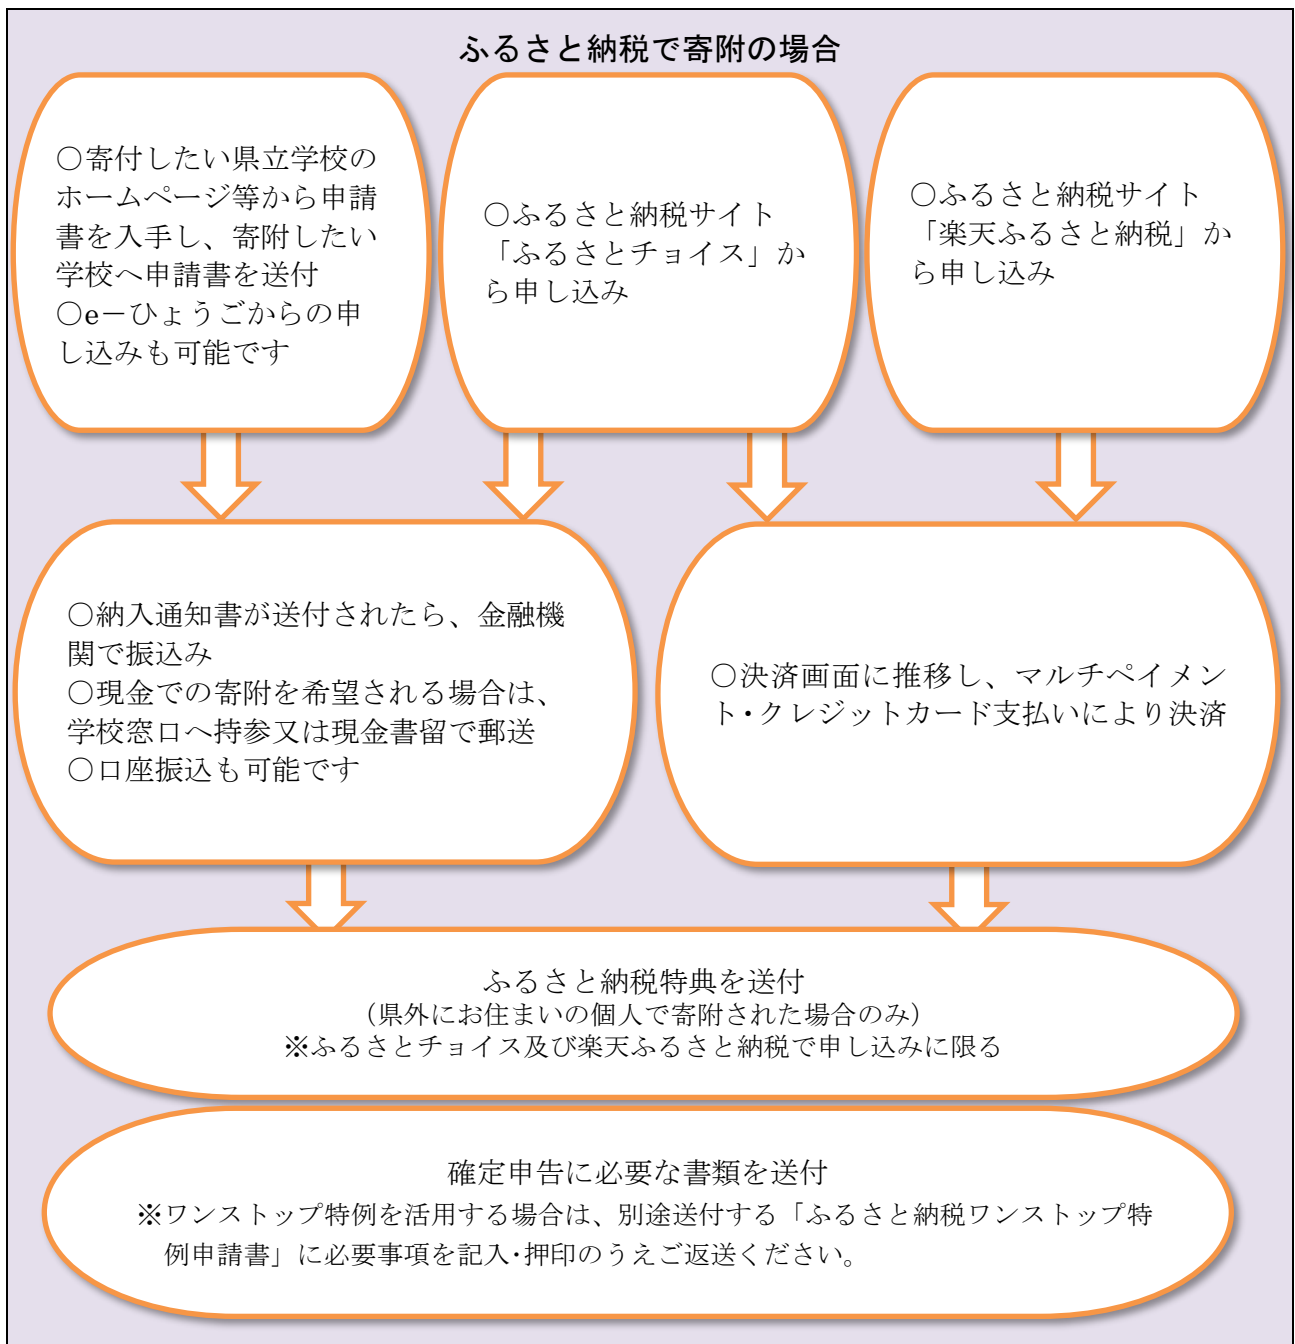 ふるさと納税で寄附の場合
〇寄付したい県立学校の
ホームページ等から申請
書を入手し、寄附したい
学校へ申請書を送付
〇e－ひょうごからの申
し込みも可能です
〇ふるさと納税サイト
「ふるさとチョイス」か
ら申し込み
〇ふるさと納税サイト
「楽天ふるさと納税」か
ら申し込み
〇納入通知書が送付されたら、金融機
関で振込み
〇現金での寄附を希望される場合は、
学校窓口へ持参又は現金書留で郵送
〇口座振込も可能です
〇決済画面に推移し、マルチペイメン
ト・クレジットカード支払いにより決済
ふるさと納税特典を送付
（県外にお住まいの個人で寄附された場合のみ）
※ふるさとチョイス及び楽天ふるさと納税で申し込みに限る
確定申告に必要な書類を送付
※ワンストップ特例を活用する場合は、別途送付する「ふるさと納税ワンストップ特
例申請書」に必要事項を記入・押印のうえご返送ください。